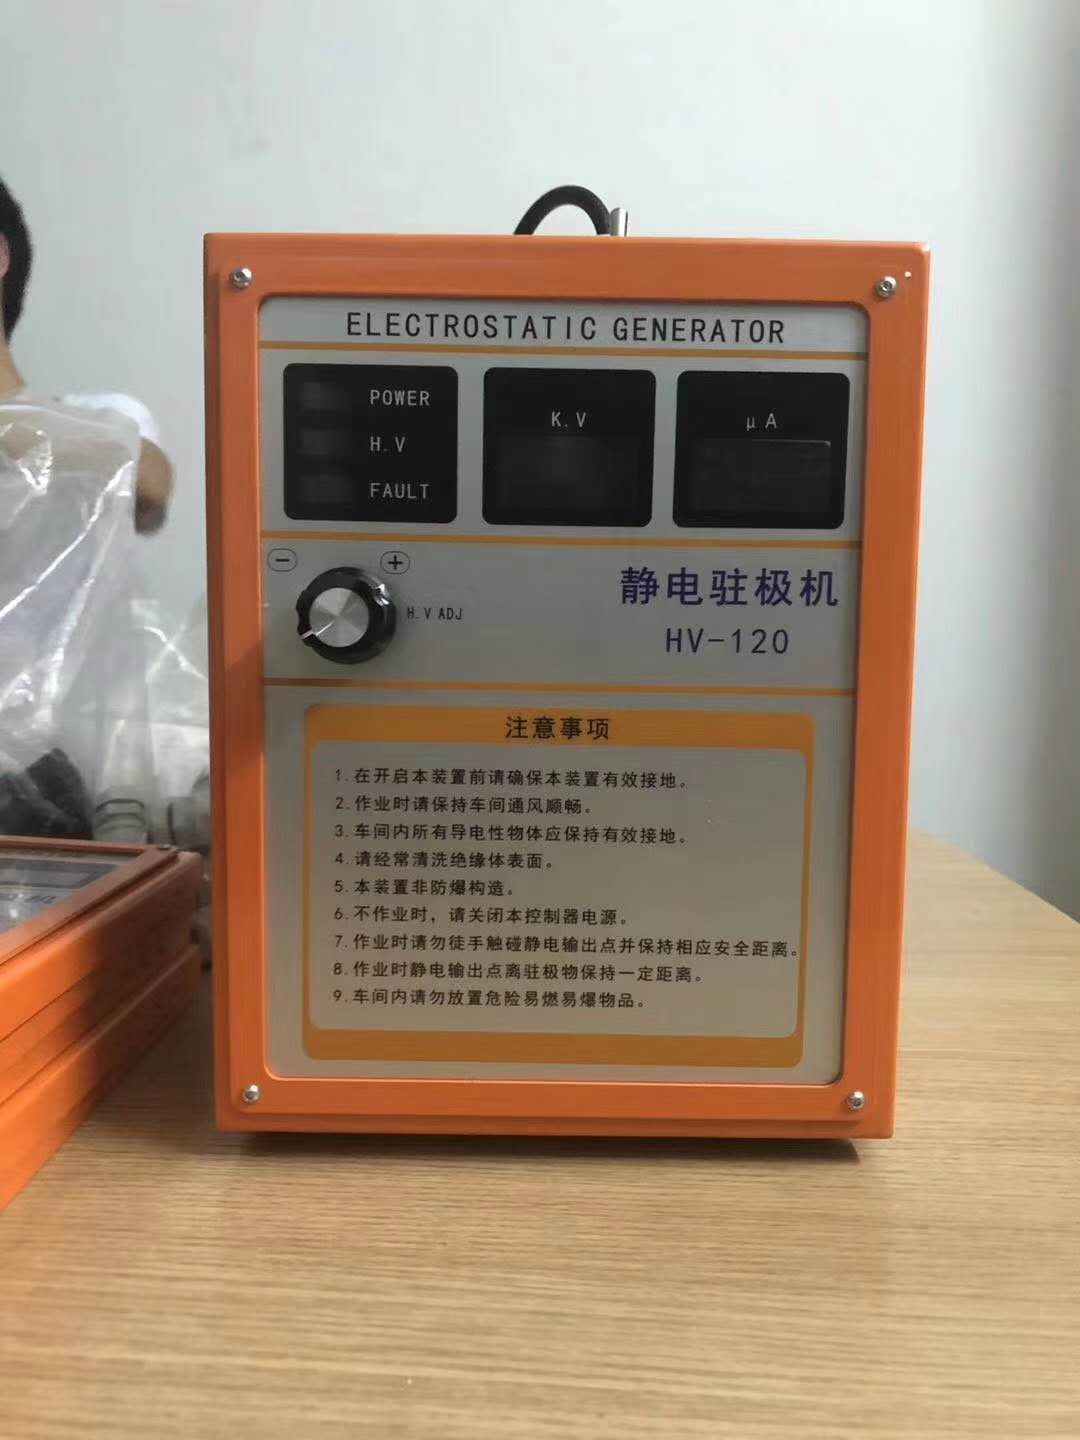 ELECTROSTATIC GENERATOR
POWER
H.V
FAULT
K.V
μA
−
+
H.V ADJ
静电驻极机
HV-120
注意事项
1.在开启本装置前请确保本装置有效接地。
2.作业时请保持车间通风顺畅。
3.车间内所有导电性物体应保持有效接地。
4.请经常清洗绝缘体表面。
5.本装置非防爆构造。
6.不作业时，请关闭本控制器电源。
7.作业时请勿徒手触碰静电输出点并保持相应安全距离。
8.作业时静电输出点离驻极物保持一定距离。
9.车间内请勿放置危险易燃易爆物品。